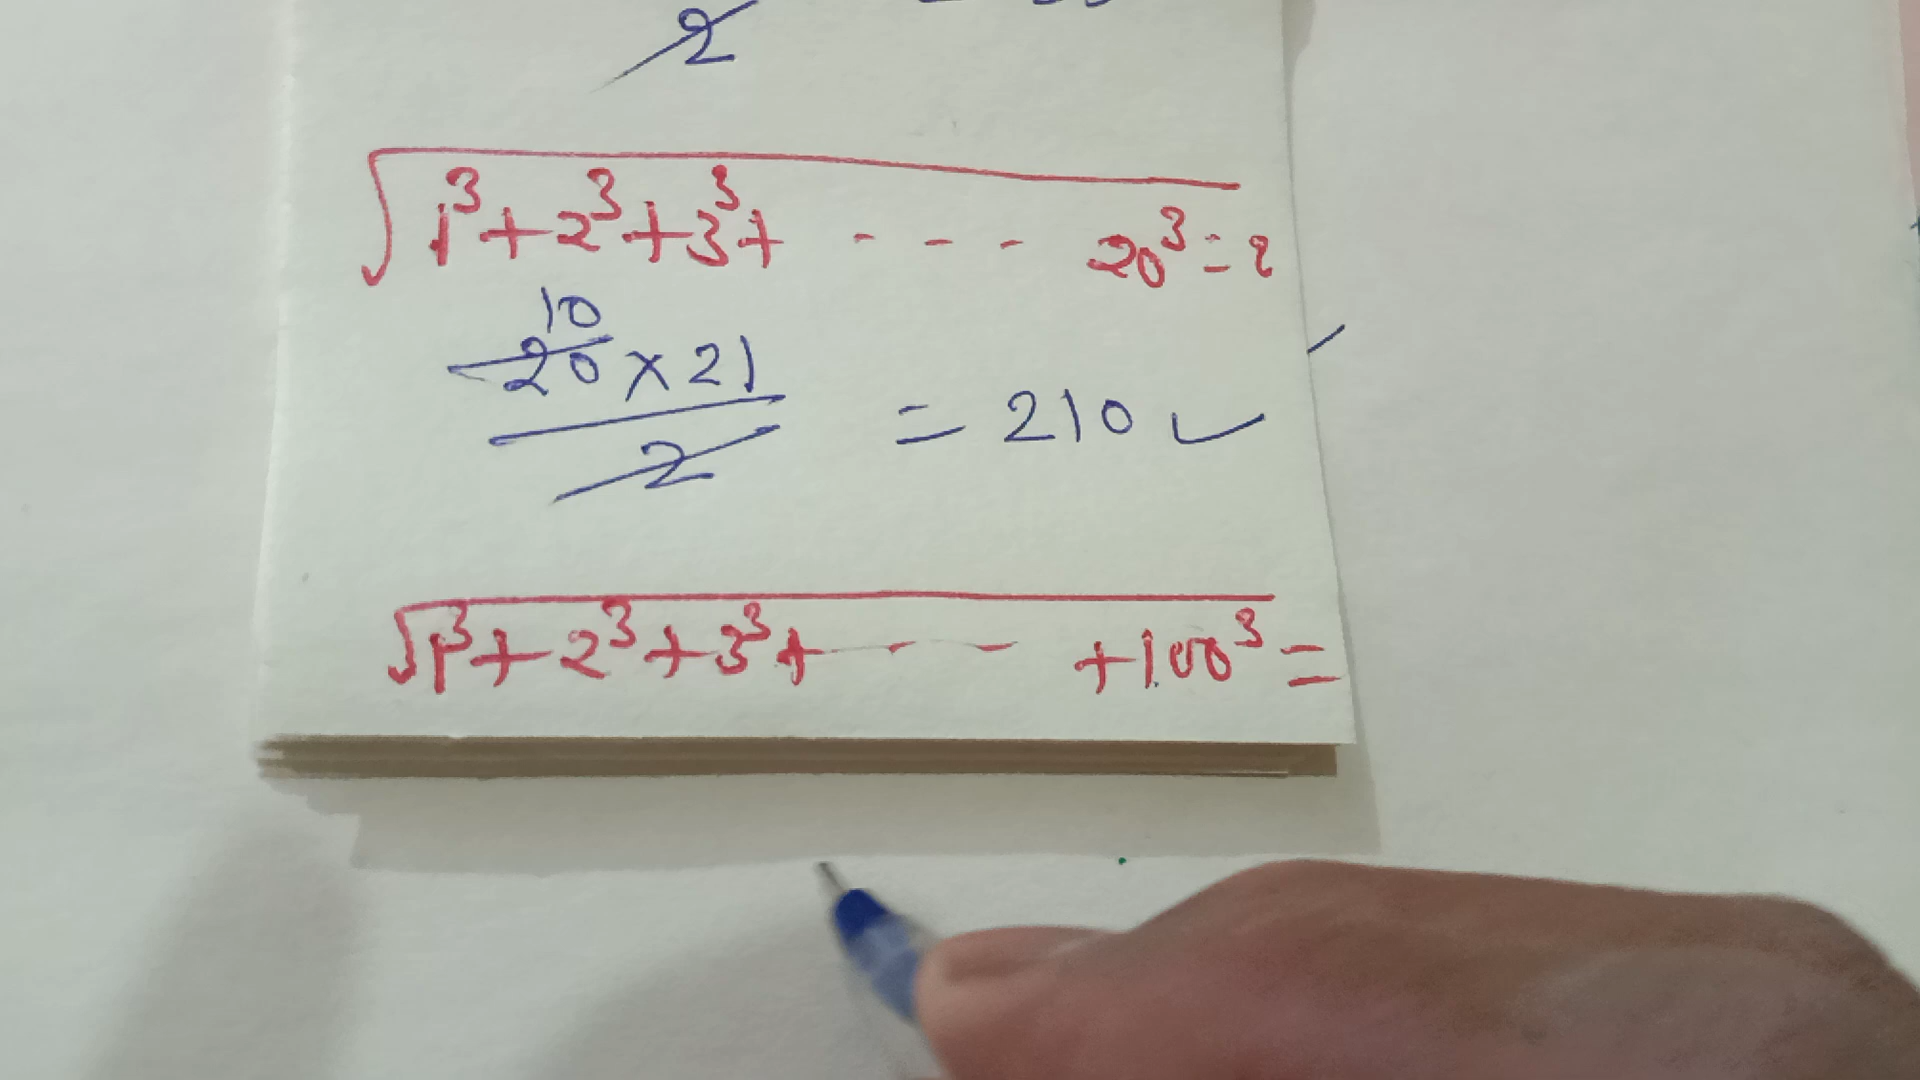 2
√1³+2³+3³+ - - - 20³=?
10
20×21
= 210 ✓
2
√1³+2³+3³+ - - - +100³=